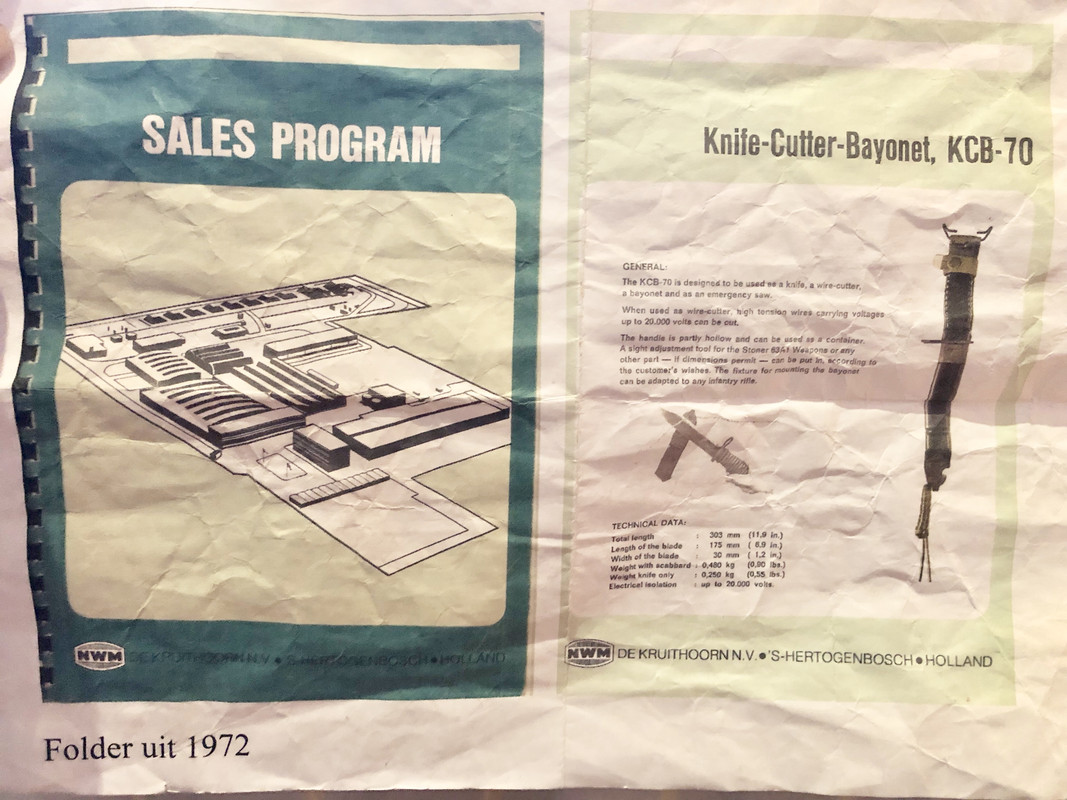 SALES PROGRAM
NWM DE KRUITHOORN N.V. • 'S-HERTOGENBOSCH • HOLLAND
Knife-Cutter-Bayonet, KCB-70
GENERAL:
The KCB-70 is designed to be used as a knife, a wire-cutter,
a bayonet and as an emergency saw.
When used as wire-cutter, high tension wires carrying voltages
up to 20.000 volts can be cut.
The handle is partly hollow and can be used as a container.
A sight adjustment tool for the Stoner 63A1 Weapons or any
other part — if dimensions permit — can be put in, according to
the customer's wishes. The fixture for mounting the bayonet
can be adapted to any infantry rifle.
TECHNICAL DATA:
Total length : 303 mm (11,9 in.)
Length of the blade : 175 mm ( 6,9 in.)
Width of the blade : 30 mm ( 1,2 in.)
Weight with scabbard : 0,480 kg (0,90 lbs.)
Weight knife only : 0,250 kg (0,55 lbs.)
Electrical isolation : up to 20.000 volts.
NWM DE KRUITHOORN N.V. • 'S-HERTOGENBOSCH • HOLLAND
Folder uit 1972